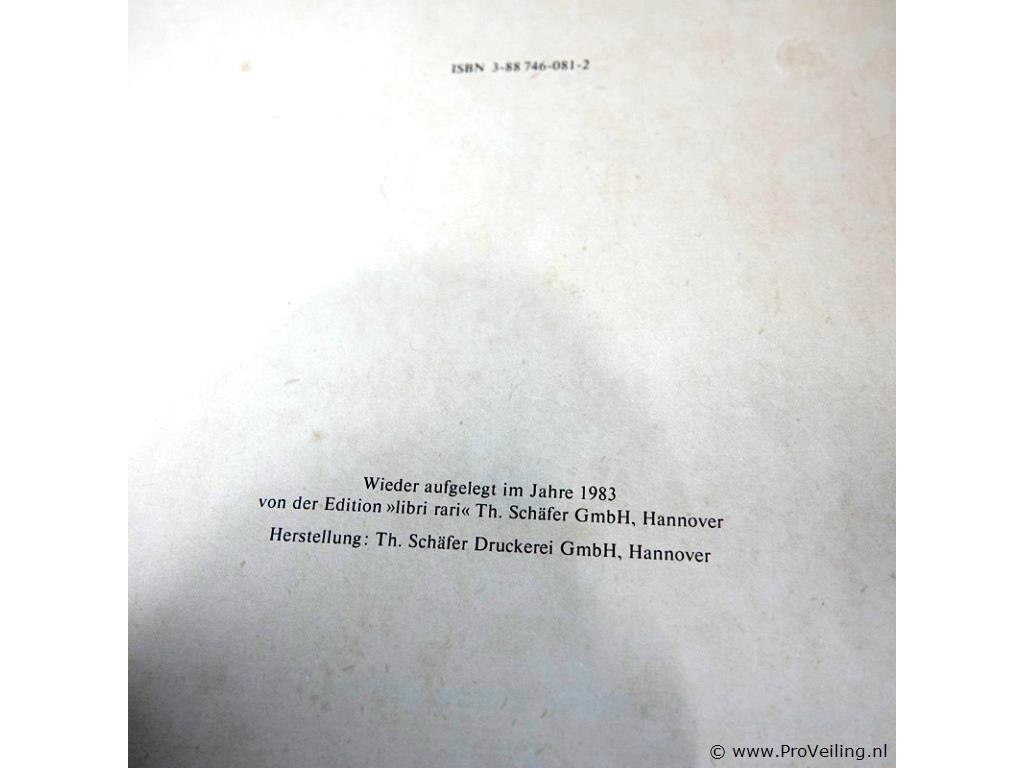 ISBN 3-88 746-081-2
Wieder aufgelegt im Jahre 1983
von der Edition »libri rari« Th. Schäfer GmbH, Hannover
Herstellung: Th. Schäfer Druckerei GmbH, Hannover
© www.ProVeiling.nl